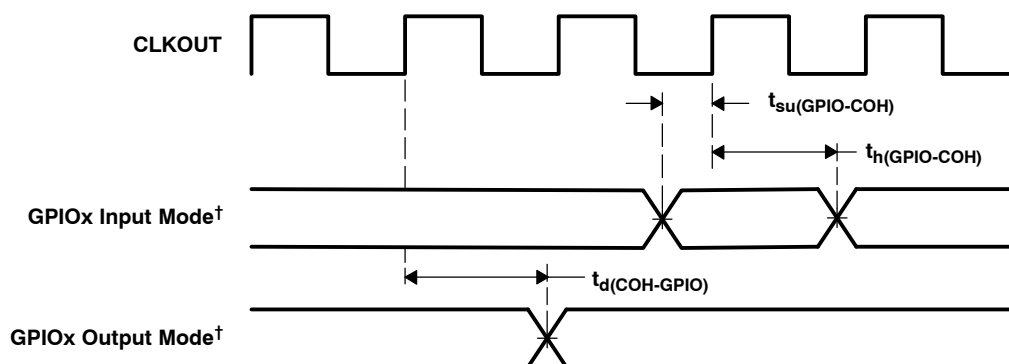 CLKOUT
tsu(GPIO-COH)
th(GPIO-COH)
GPIOx Input Mode†
td(COH-GPIO)
GPIOx Output Mode†